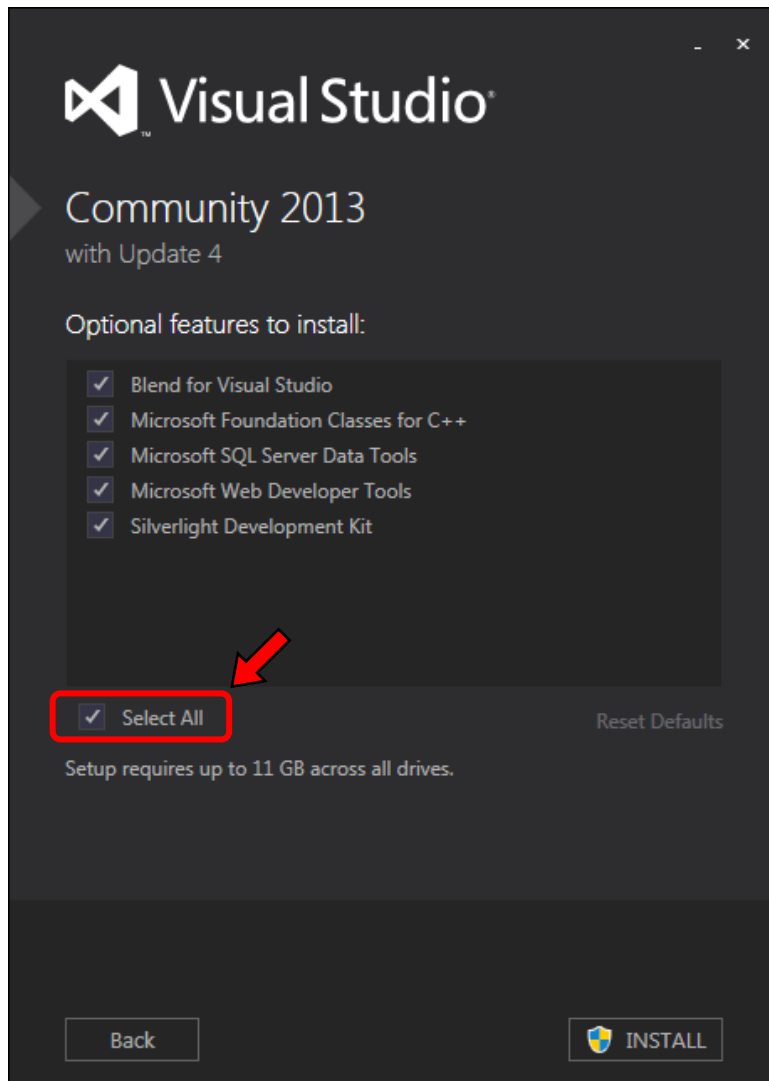 Visual Studio®
™
Community 2013
with Update 4
Optional features to install:
Blend for Visual Studio
Microsoft Foundation Classes for C++
Microsoft SQL Server Data Tools
Microsoft Web Developer Tools
Silverlight Development Kit
Select All
Reset Defaults
Setup requires up to 11 GB across all drives.
Back
INSTALL